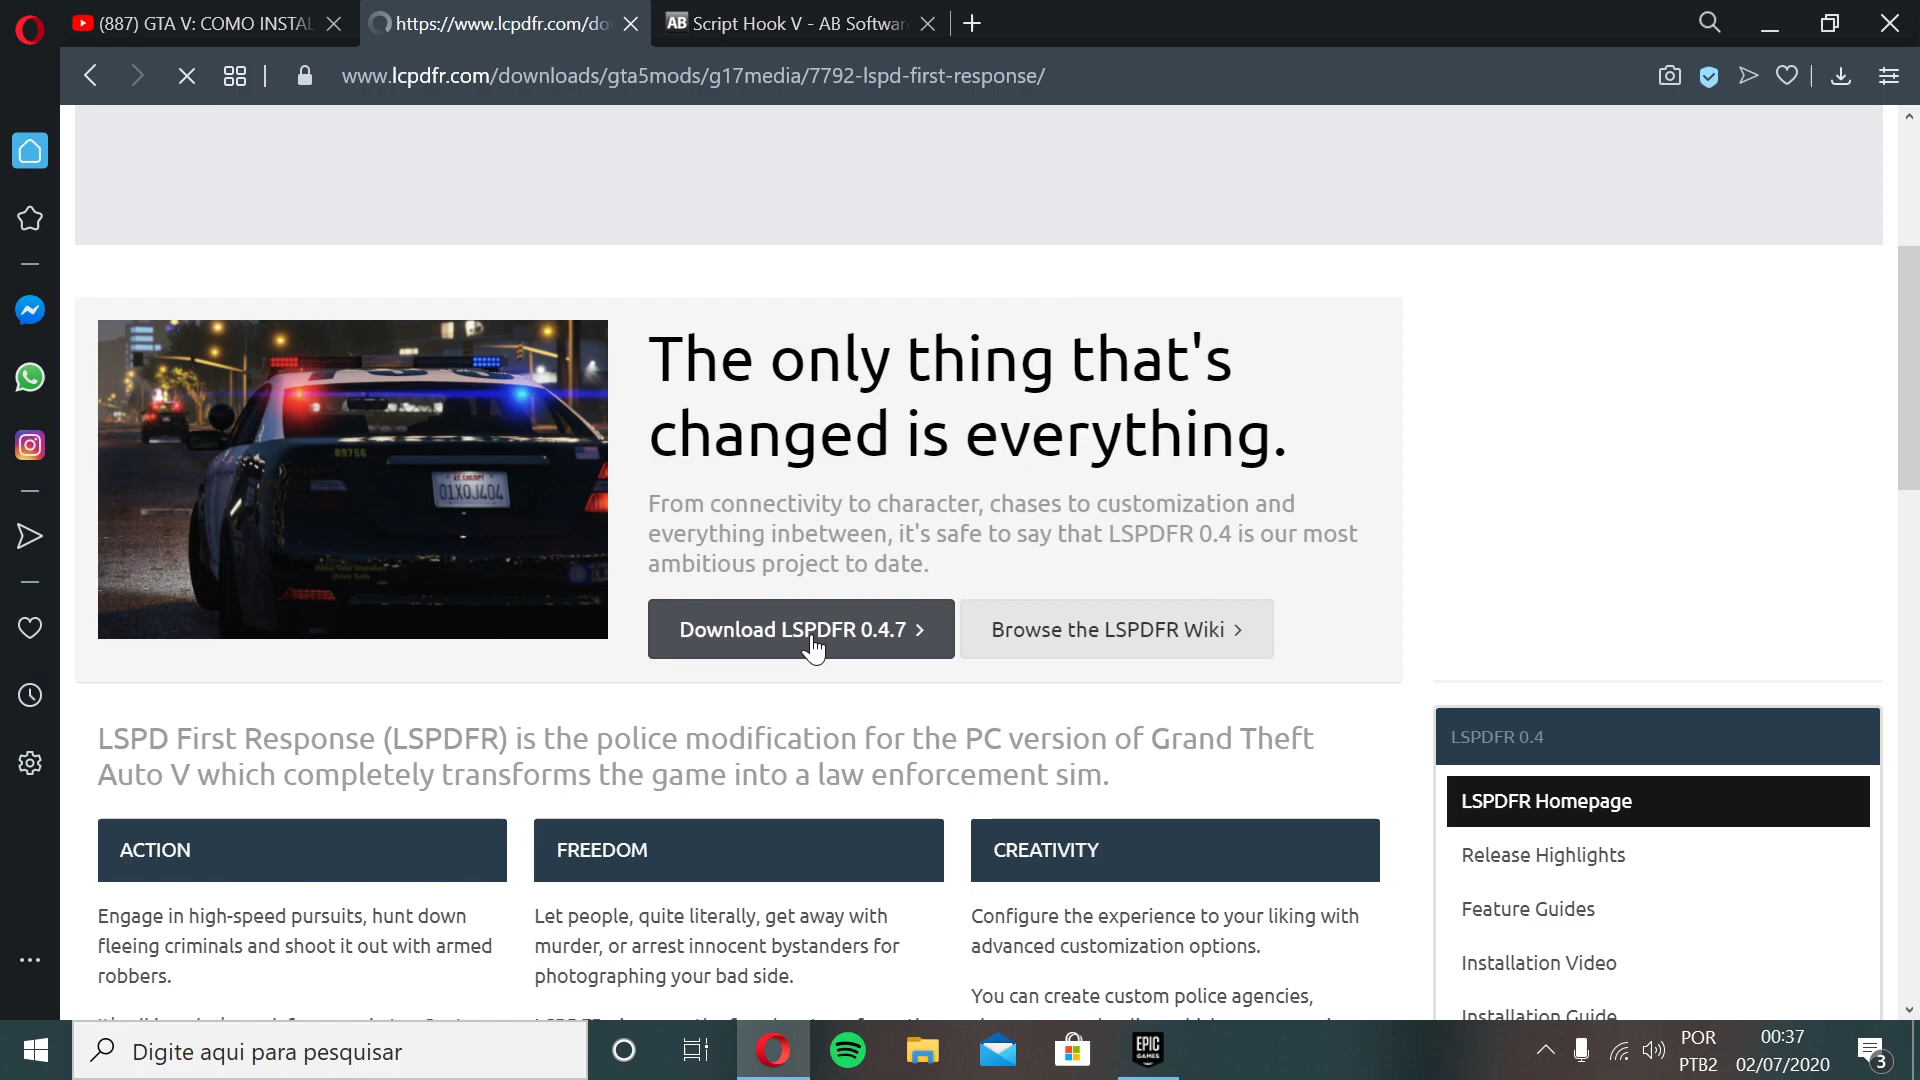 (887) GTA V: COMO INSTAL
https://www.lcpdfr.com/do
AB Script Hook V - AB Softwar
www.lcpdfr.com/downloads/gta5mods/g17media/7792-lspd-first-response/
89756
01XOJ404
The only thing that's
changed is everything.
From connectivity to character, chases to customization and
everything inbetween, it's safe to say that LSPDFR 0.4 is our most
ambitious project to date.
Download LSPDFR 0.4.7
Browse the LSPDFR Wiki
LSPD First Response (LSPDFR) is the police modification for the PC version of Grand Theft
Auto V which completely transforms the game into a law enforcement sim.
ACTION
Engage in high-speed pursuits, hunt down
fleeing criminals and shoot it out with armed
robbers.
FREEDOM
Let people, quite literally, get away with
murder, or arrest innocent bystanders for
photographing your bad side.
CREATIVITY
Configure the experience to your liking with
advanced customization options.
You can create custom police agencies,
LSPDFR 0.4
LSPDFR Homepage
Release Highlights
Feature Guides
Installation Video
Installation Guide
Digite aqui para pesquisar
EPIC
GAMES
POR
PTB2
00:37
02/07/2020
3